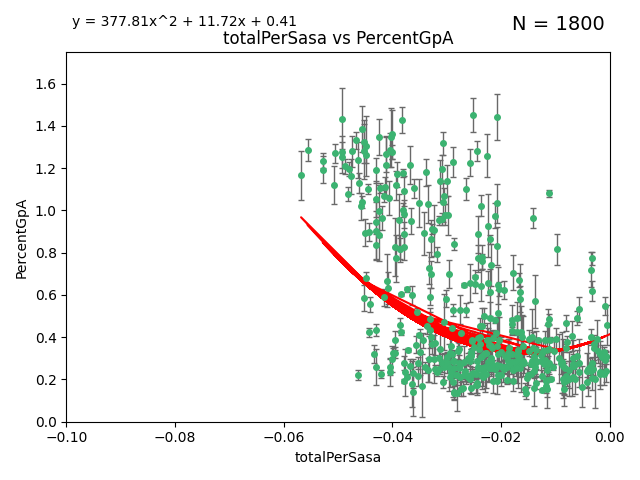 y = 377.81x^2 + 11.72x + 0.41
N = 1800
totalPerSasa vs PercentGpA
PercentGpA
1.6
1.4
1.2
1.0
0.8
0.6
0.4
0.2
0.0
−0.10 −0.08 −0.06 −0.04 −0.02 0.00
totalPerSasa